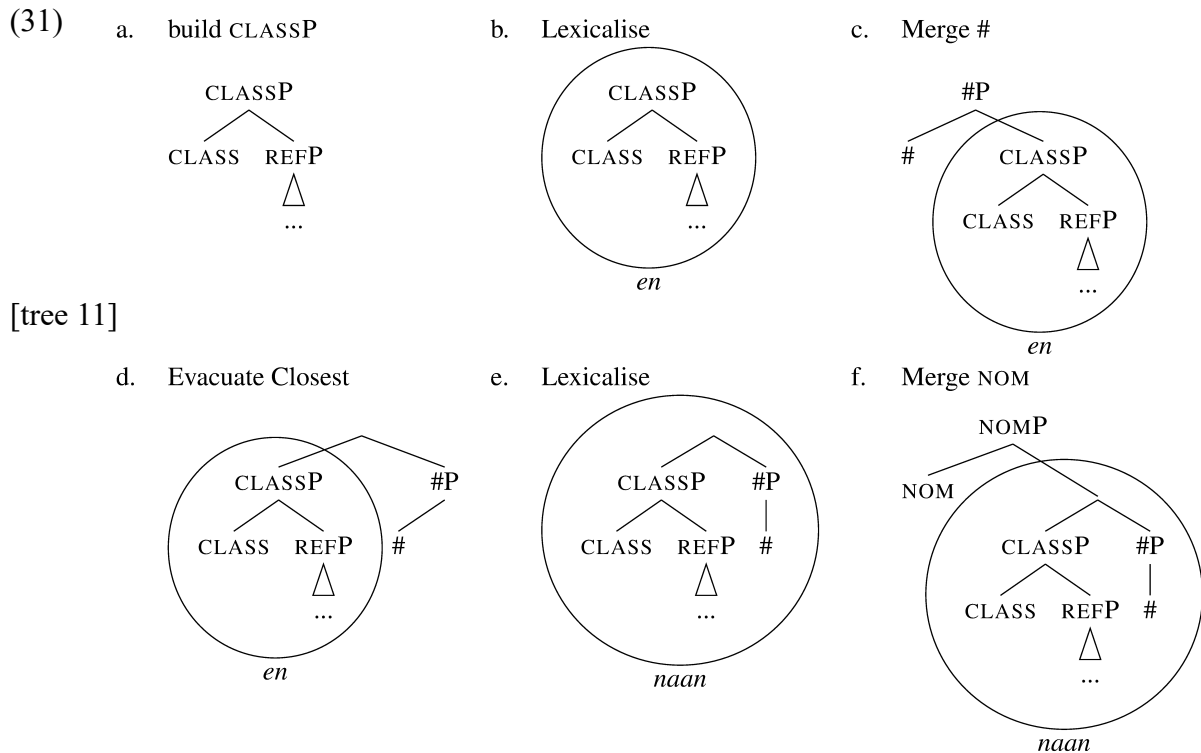 (31) a. build CLASSP b. Lexicalise c. Merge #
CLASSP CLASSP #P
CLASS REFP CLASS REFP # CLASSP
... ... CLASS REFP
en ...
[tree 11] en
d. Evacuate Closest e. Lexicalise f. Merge NOM
NOMP
CLASSP #P CLASSP #P NOM
CLASS REFP # CLASS REFP # CLASSP #P
... ... CLASS REFP #
en naan ...
naan